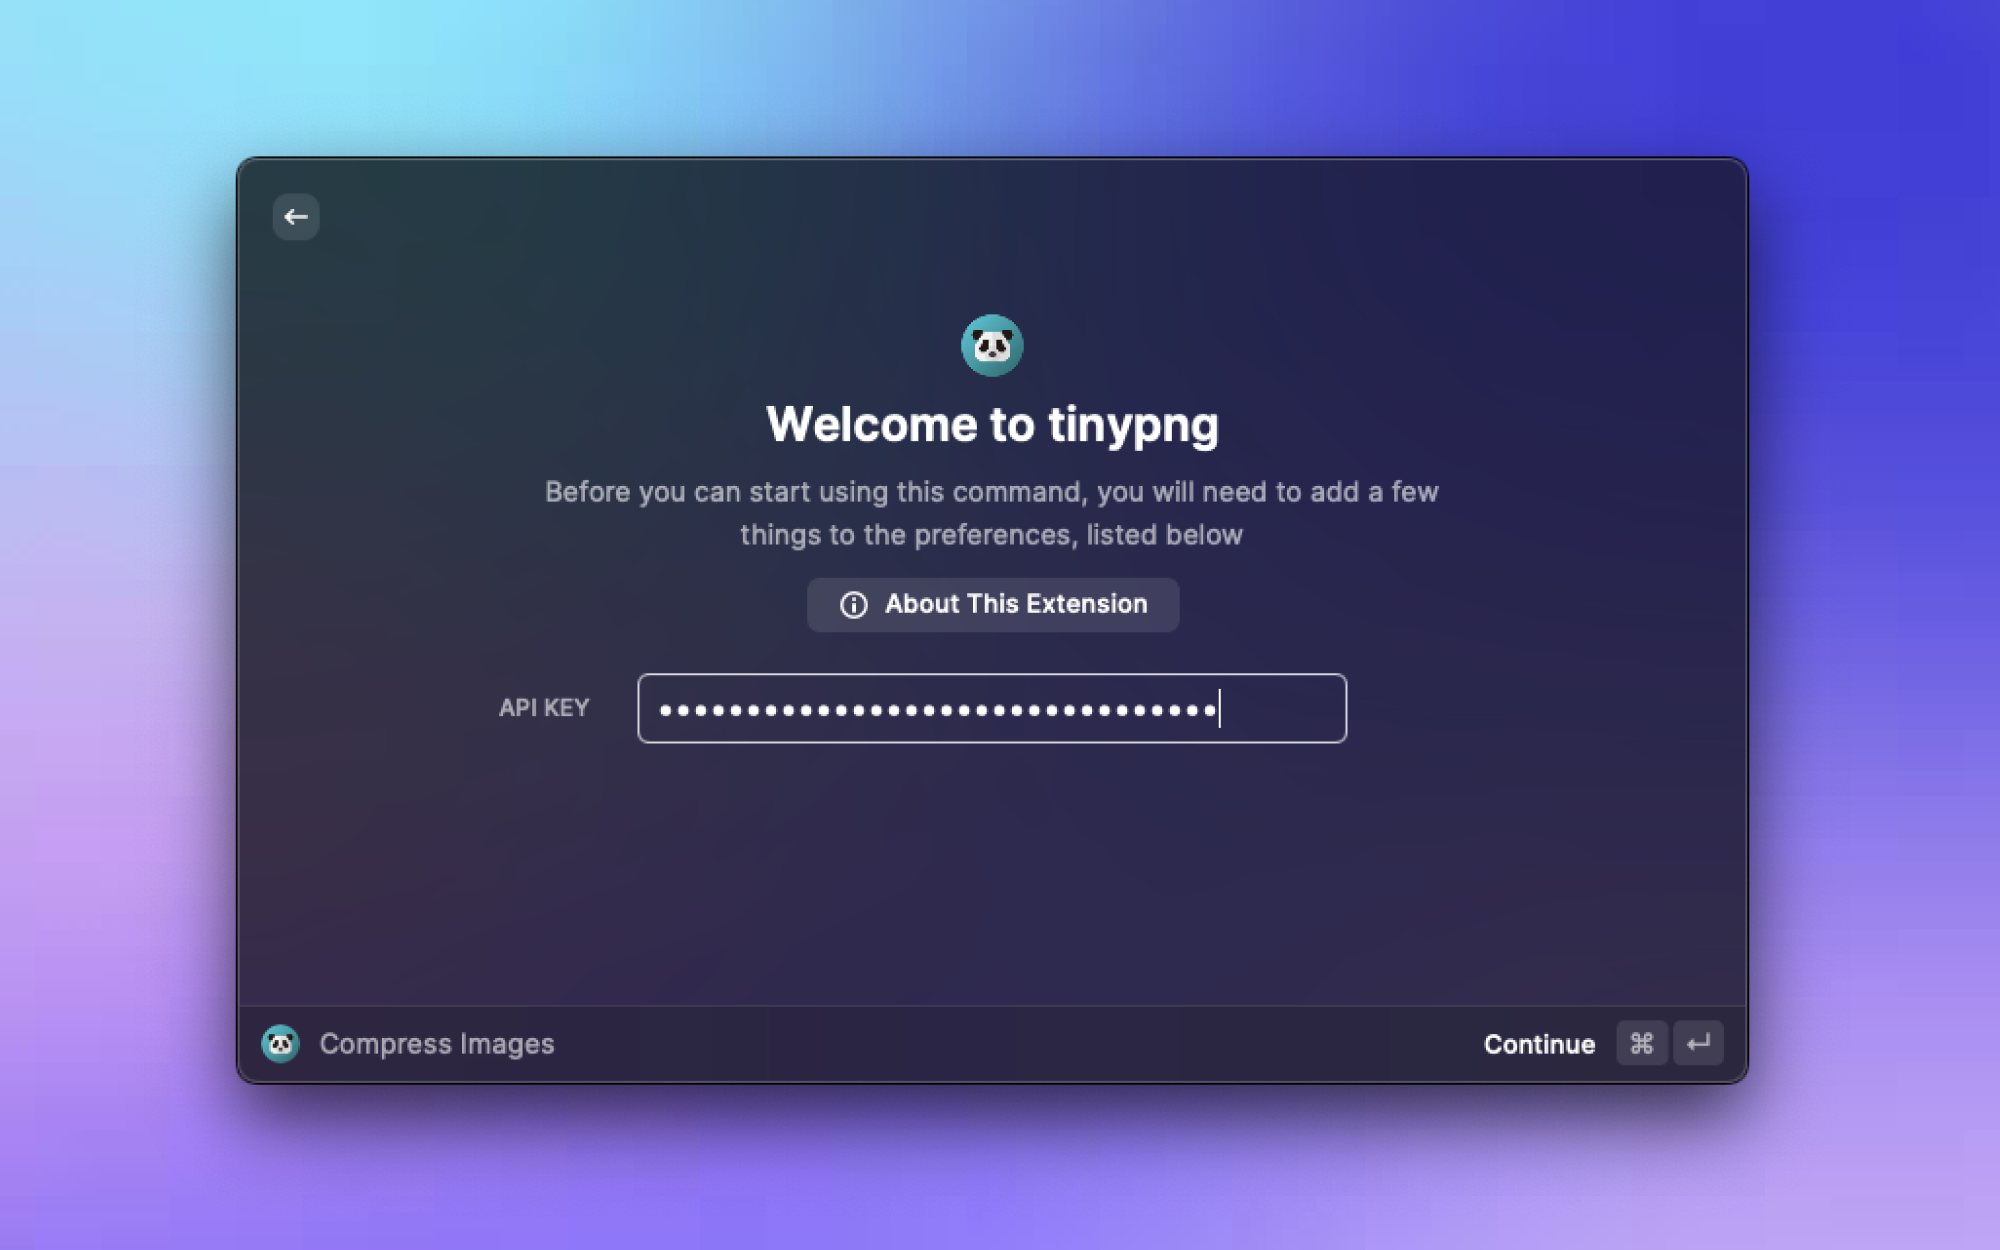 Welcome to tinypng
Before you can start using this command, you will need to add a few
things to the preferences, listed below
About This Extension
API KEY
••••••••••••••••••••••••••••••••
Compress Images
Continue ⌘ ↵